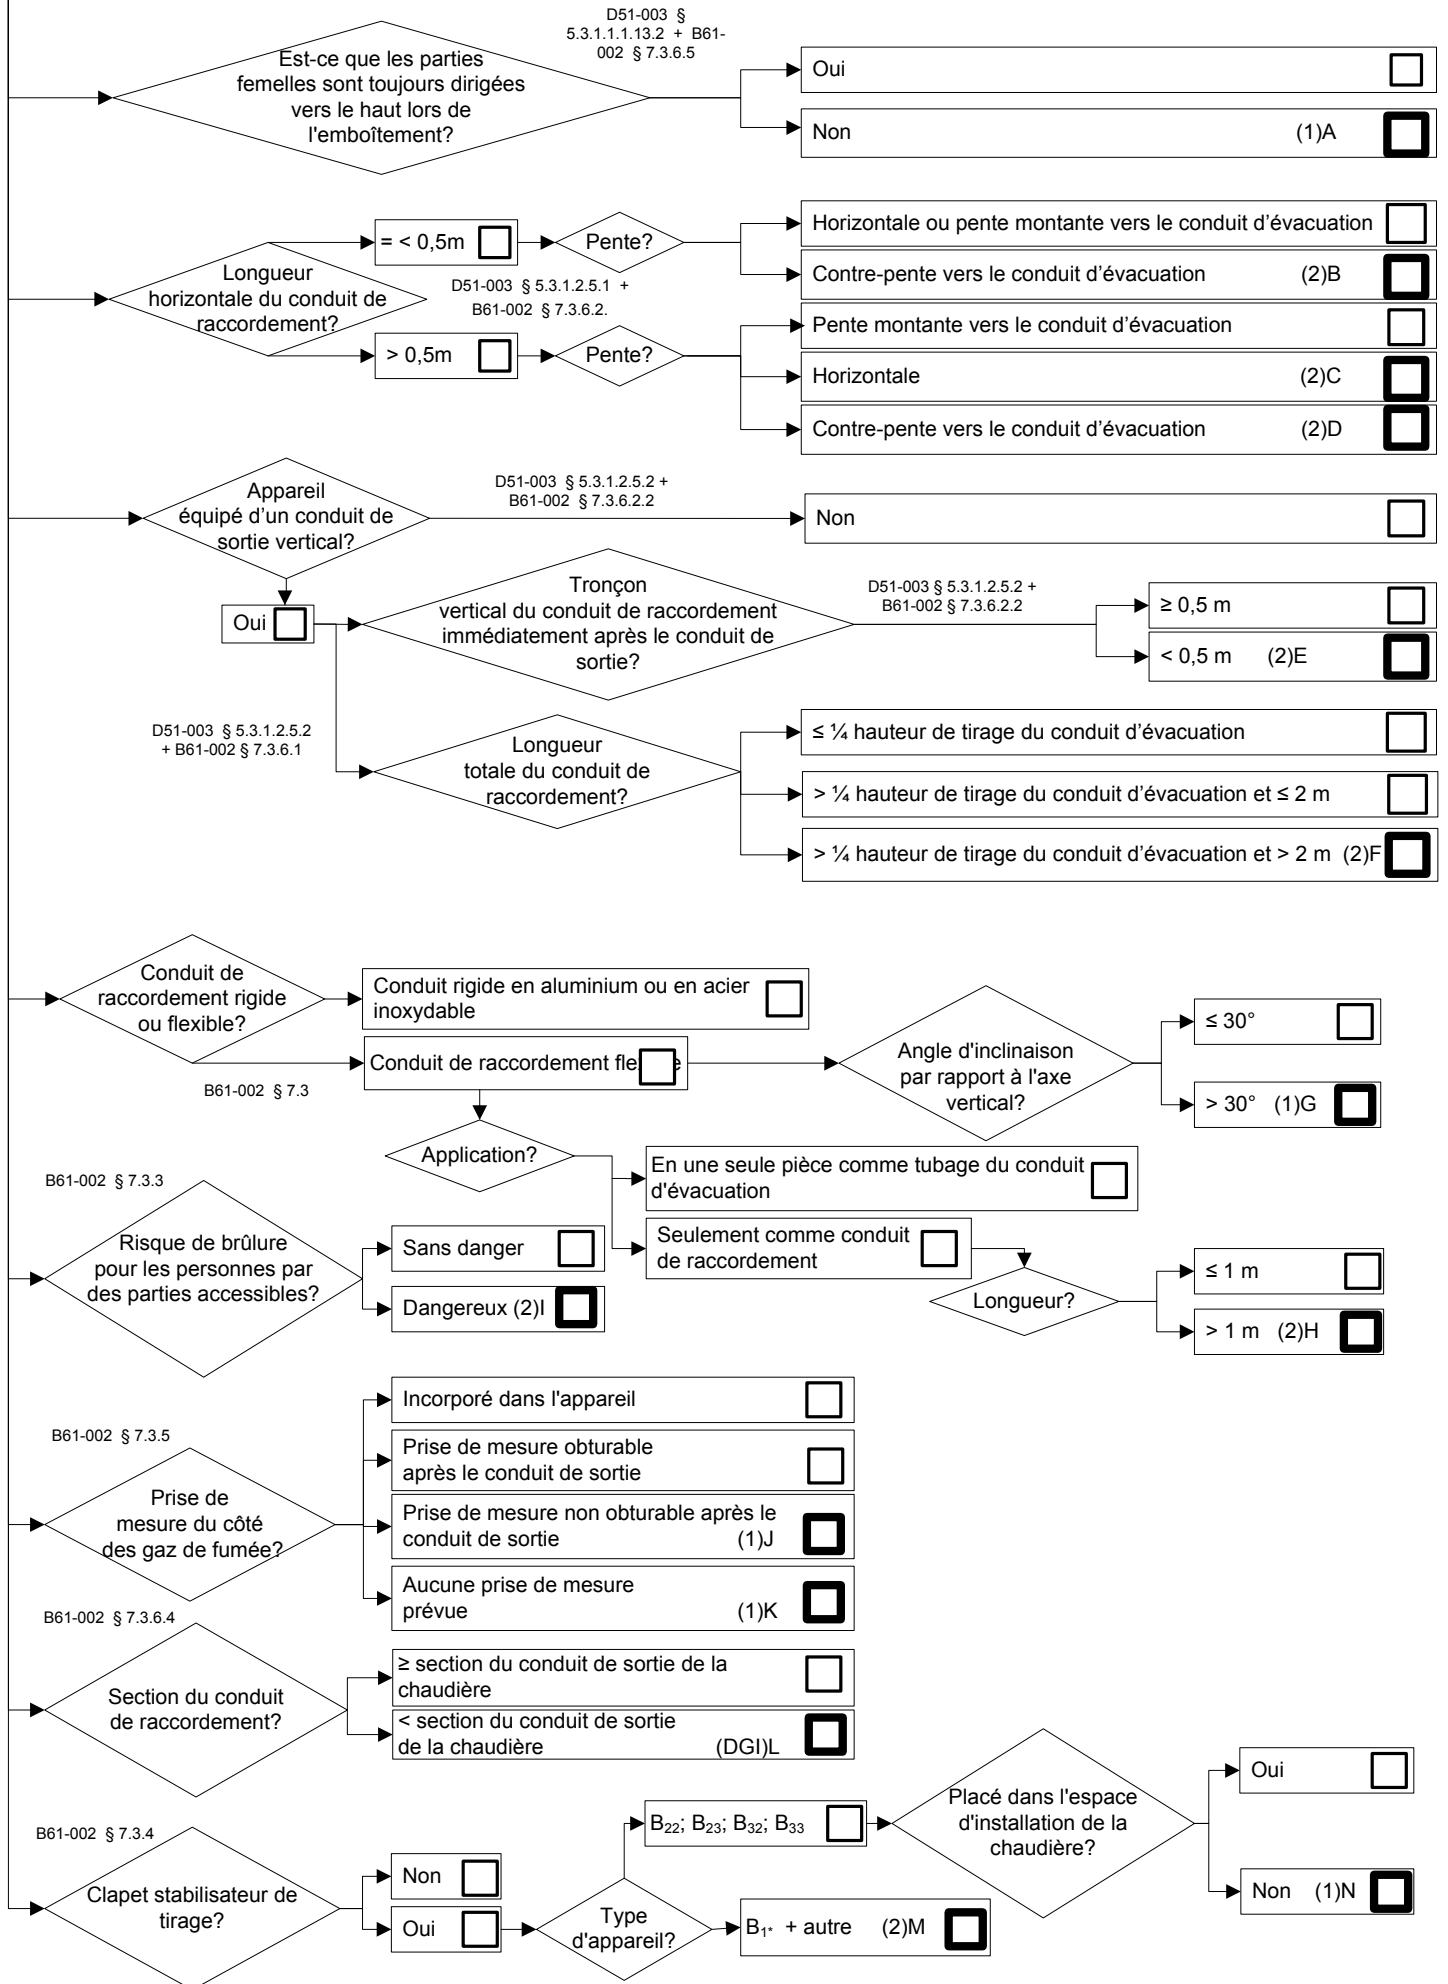 D51-003 §
5.3.1.1.1.13.2 + B61-
002 § 7.3.6.5
Est-ce que les parties
femelles sont toujours dirigées
vers le haut lors de
l'emboîtement?
Oui
Non (1)A
= < 0,5m
Pente?
Horizontale ou pente montante vers le conduit d’évacuation
Contre-pente vers le conduit d’évacuation (2)B
Longueur
horizontale du conduit de
raccordement?
D51-003 § 5.3.1.2.5.1 +
B61-002 § 7.3.6.2.
> 0,5m
Pente?
Pente montante vers le conduit d’évacuation
Horizontale (2)C
Contre-pente vers le conduit d’évacuation (2)D
Appareil
équipé d’un conduit de
sortie vertical?
D51-003 § 5.3.1.2.5.2 +
B61-002 § 7.3.6.2.2
Non
Oui
Tronçon
vertical du conduit de raccordement
immédiatement après le conduit de
sortie?
D51-003 § 5.3.1.2.5.2 +
B61-002 § 7.3.6.2.2
≥ 0,5 m
< 0,5 m (2)E
D51-003 § 5.3.1.2.5.2
+ B61-002 § 7.3.6.1
Longueur
totale du conduit de
raccordement?
≤ ¼ hauteur de tirage du conduit d’évacuation
> ¼ hauteur de tirage du conduit d’évacuation et ≤ 2 m
> ¼ hauteur de tirage du conduit d’évacuation et > 2 m (2)F
Conduit de
raccordement rigide
ou flexible?
Conduit rigide en aluminium ou en acier
inoxydable
B61-002 § 7.3
Conduit de raccordement
Angle d'inclinaison
par rapport à l'axe
vertical?
≤ 30°
> 30° (1)G
Application?
En une seule pièce comme tubage du conduit
d'évacuation
Seulement comme conduit
de raccordement
Longueur?
≤ 1 m
> 1 m (2)H
B61-002 § 7.3.3
Risque de brûlure
pour les personnes par
des parties accessibles?
Sans danger
Dangereux (2)I
B61-002 § 7.3.5
Prise de
mesure du côté
des gaz de fumée?
Incorporé dans l'appareil
Prise de mesure obturable
après le conduit de sortie
Prise de mesure non obturable après le
conduit de sortie (1)J
Aucune prise de mesure
prévue (1)K
B61-002 § 7.3.6.4
Section du conduit
de raccordement?
≥ section du conduit de sortie de la
chaudière
< section du conduit de sortie
de la chaudière (DGI)L
B61-002 § 7.3.4
Clapet stabilisateur de
tirage?
Non
Oui
Type
d'appareil?
B22; B23; B32; B33
B1* + autre (2)M
Placé dans l'espace
d'installation de la
chaudière?
Oui
Non (1)N